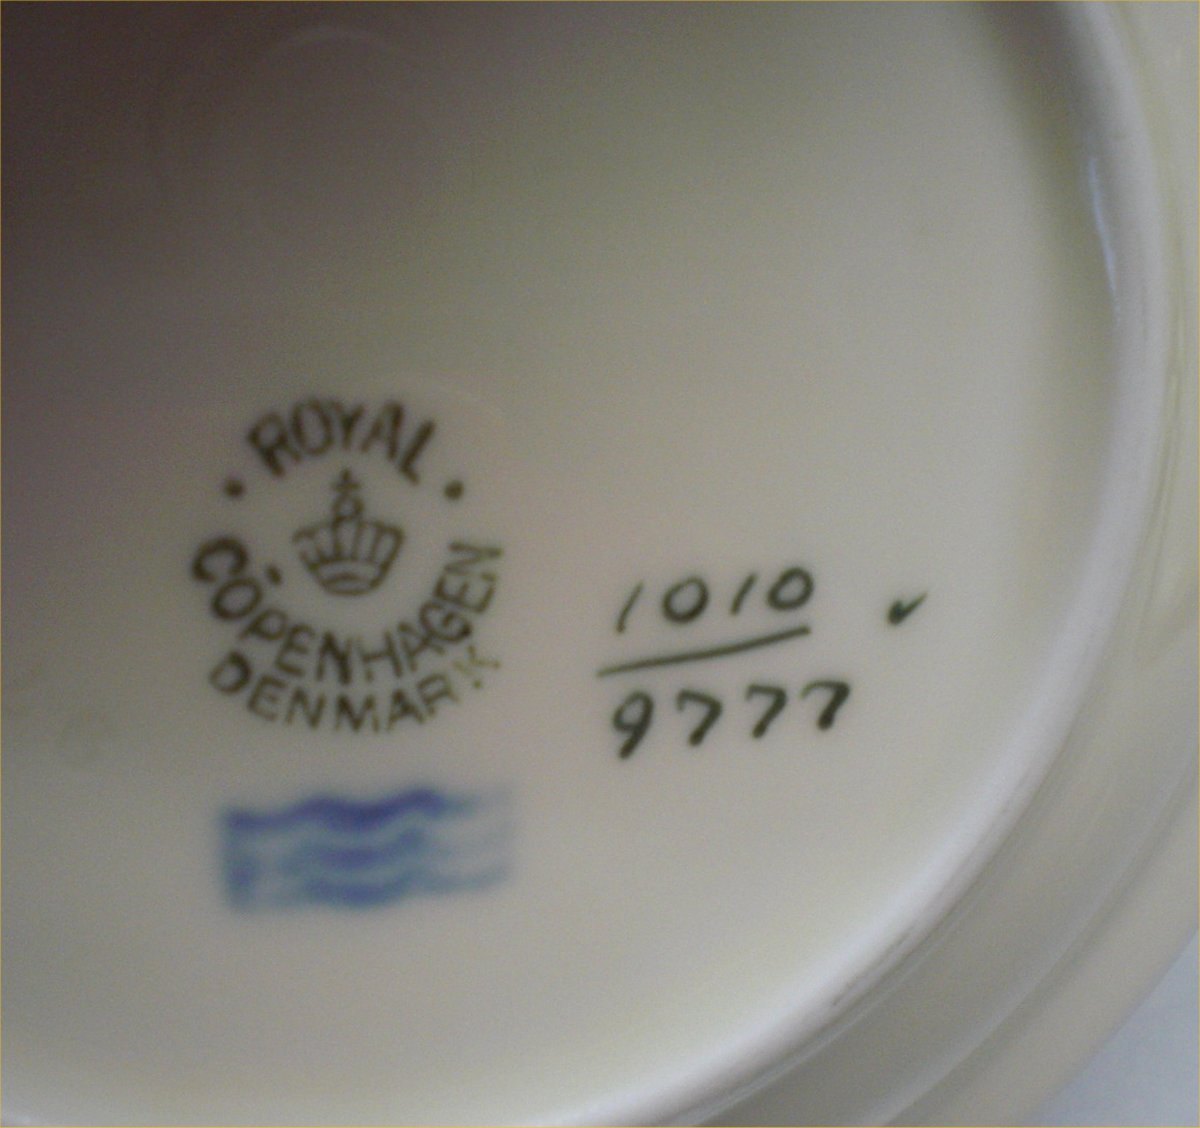 ROYAL
COPENHAGEN
DENMARK
1010
9777